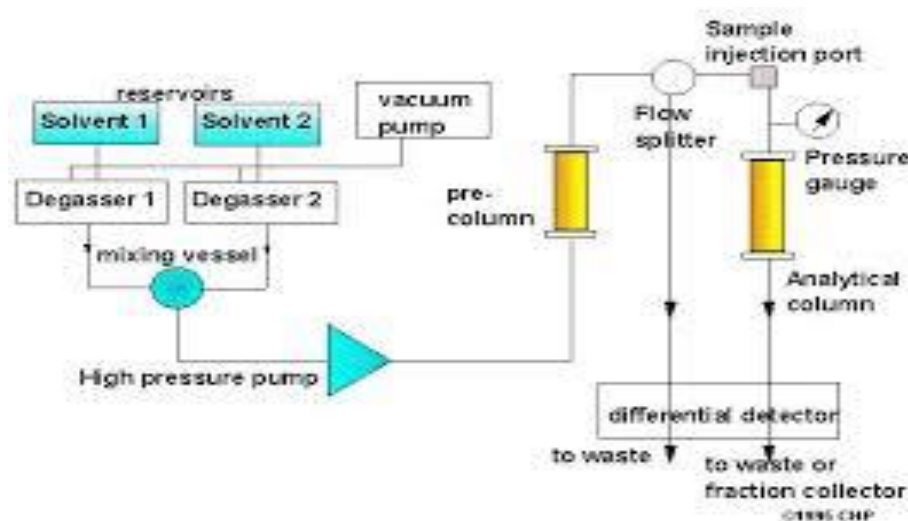 reservoirs
Solvent 1
Solvent 2
vacuum
pump
Degasser 1
Degasser 2
mixing vessel
High pressure pump
pre-
column
Sample
injection port
Flow
splitter
Pressure
gauge
Analytical
column
differential detector
to waste
to waste or
fraction collector
©1995 CHP